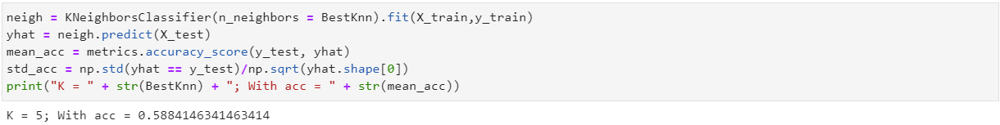 neigh = KNeighborsClassifier(n_neighbors = BestKnn).fit(X_train,y_train)
yhat = neigh.predict(X_test)
mean_acc = metrics.accuracy_score(y_test, yhat)
std_acc = np.std(yhat == y_test)/np.sqrt(yhat.shape[0])
print("K = " + str(BestKnn) + "; With acc = " + str(mean_acc))
K = 5; With acc = 0.5884146341463414